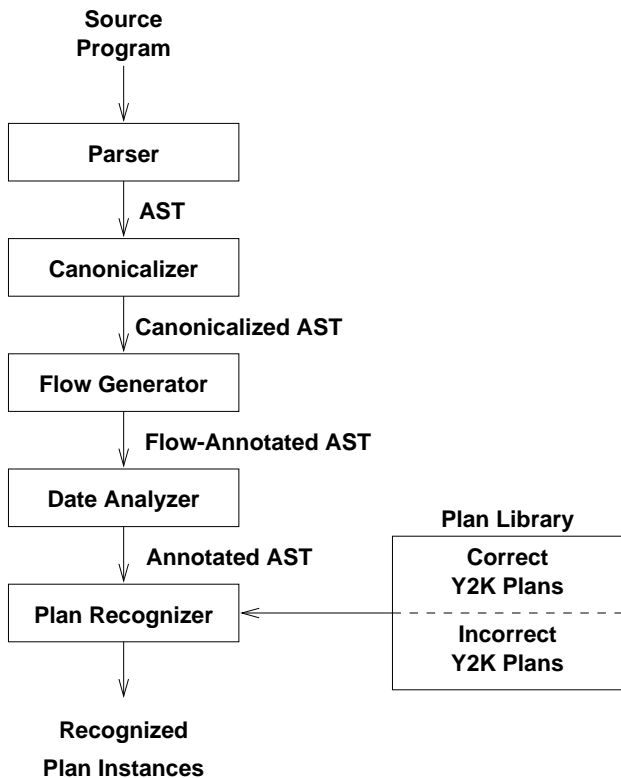 Source
Program
Parser
AST
Canonicalizer
Canonicalized AST
Flow Generator
Flow-Annotated AST
Date Analyzer
Annotated AST
Plan Recognizer
Recognized
Plan Instances
Plan Library
Correct
Y2K Plans
Incorrect
Y2K Plans